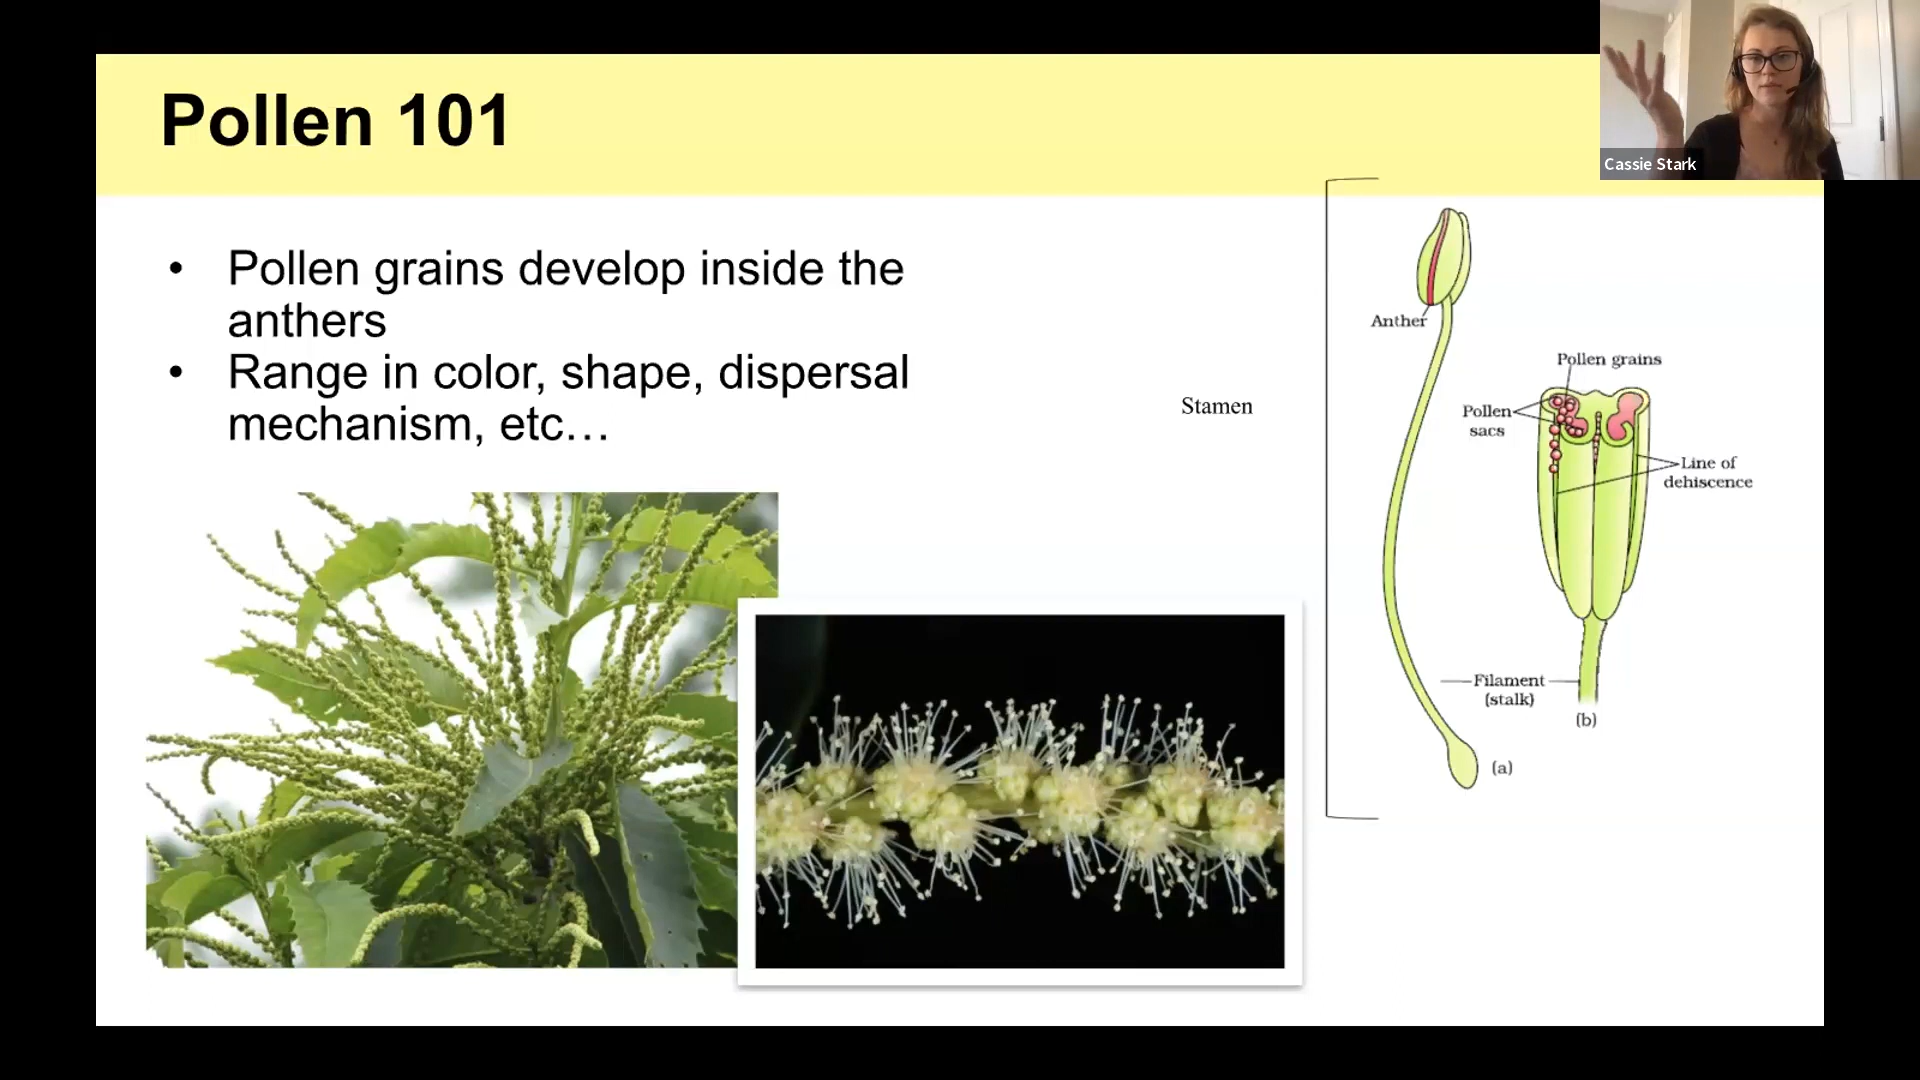 Pollen 101
Cassie Stark
• Pollen grains develop inside the
anthers
• Range in color, shape, dispersal
mechanism, etc…
Stamen
Anther
Pollen grains
Pollen
sacs
Line of
dehiscence
Filament
(stalk)
(b)
(a)